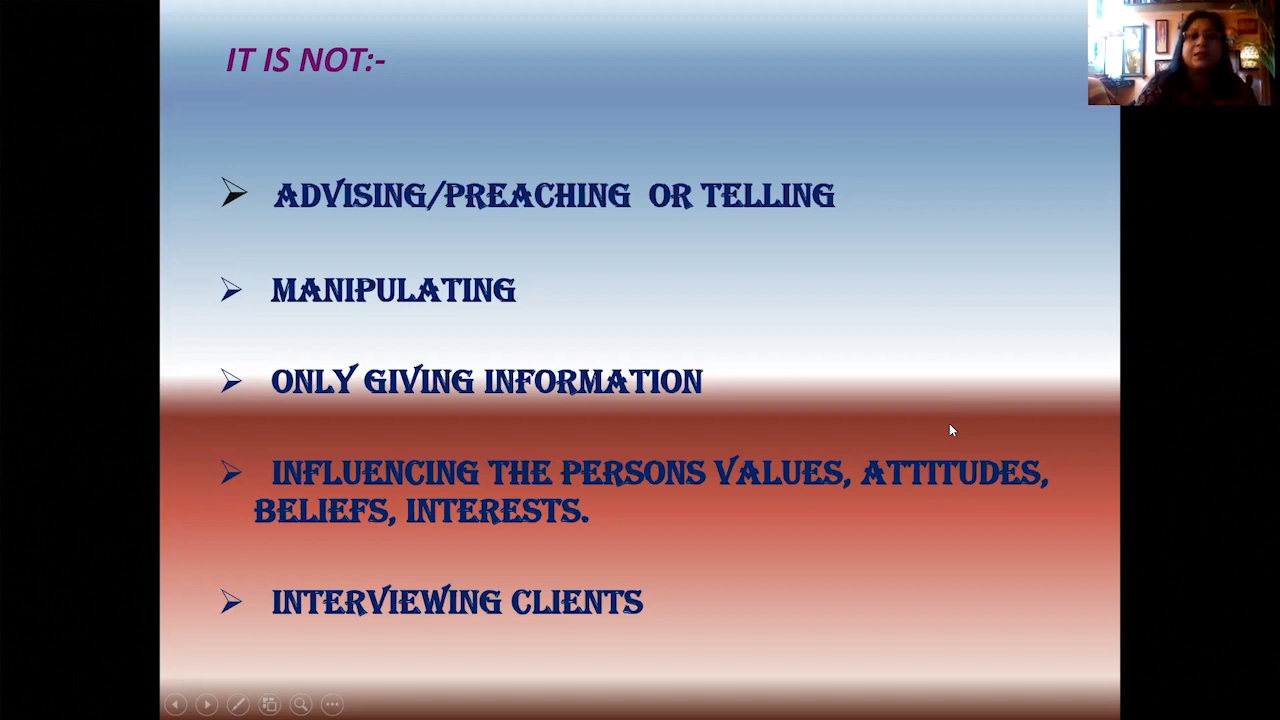 IT IS NOT:-
ADVISING/PREACHING OR TELLING
MANIPULATING
ONLY GIVING INFORMATION
INFLUENCING THE PERSONS VALUES, ATTITUDES,
BELIEFS, INTERESTS.
INTERVIEWING CLIENTS